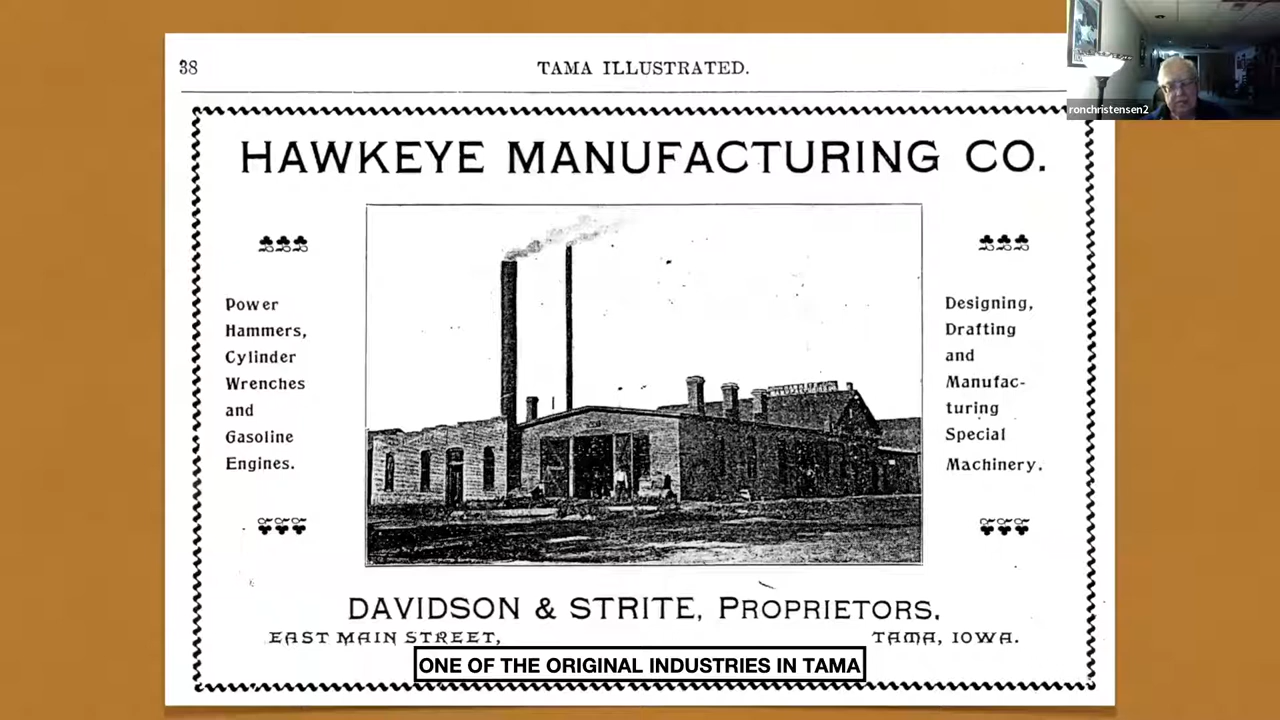 38
TAMA ILLUSTRATED.
ronchristensen2
HAWKEYE MANUFACTURING CO.
Power
Hammers,
Cylinder
Wrenches
and
Gasoline
Engines.
Designing,
Drafting
and
Manufac-
turing
Special
Machinery.
DAVIDSON & STRITE, PROPRIETORS.
EAST MAIN STREET,
TAMA, IOWA.
ONE OF THE ORIGINAL INDUSTRIES IN TAMA